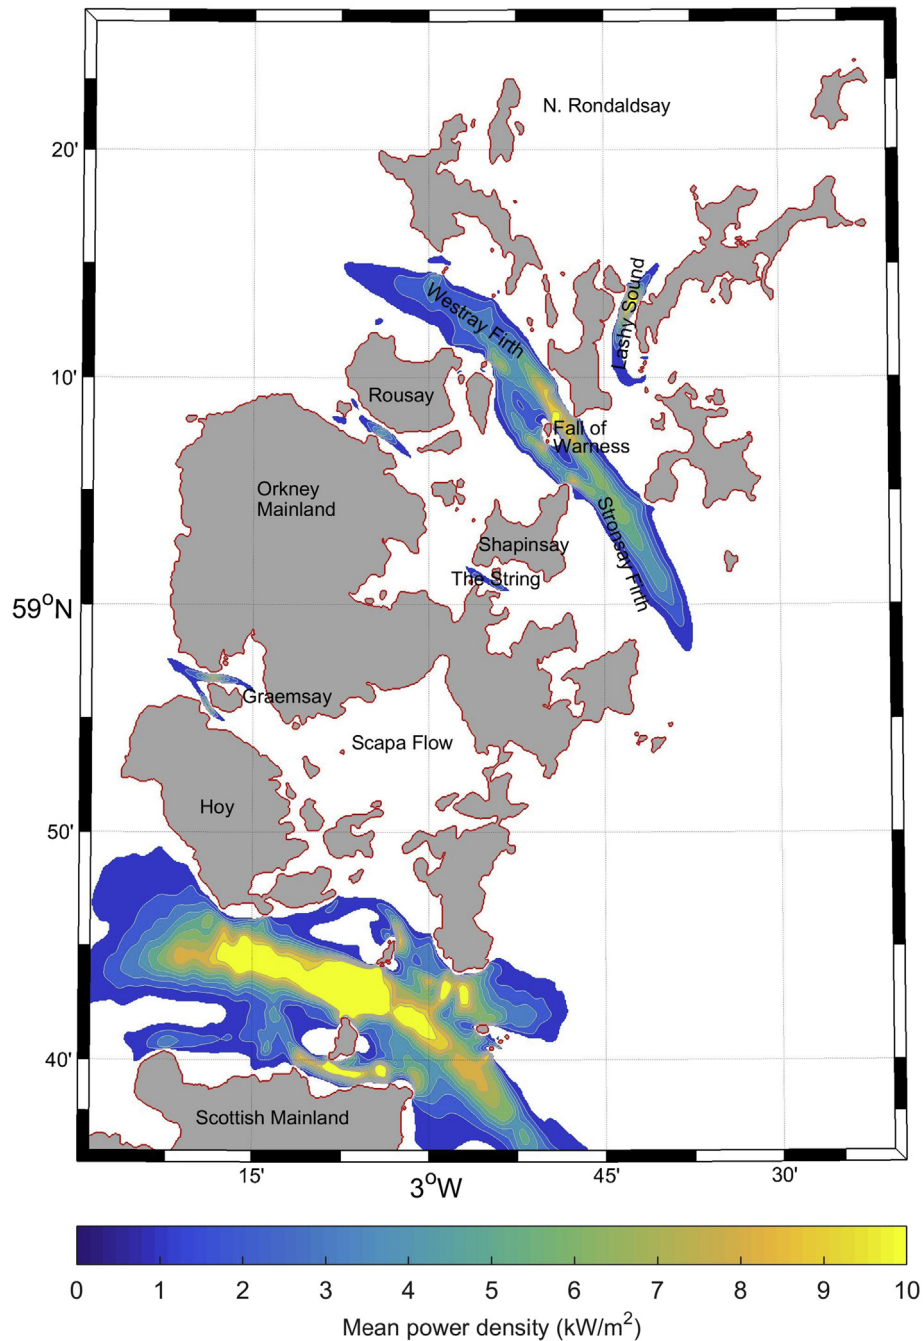 N. Rondaldsay
20'
Westray Firth
Lashy Sound
10'
Rousay
Fall of
Warness
Orkney
Mainland
Stronsay Firth
Shapinsay
The String
59°N
Graemsay
Scapa Flow
Hoy
50'
40'
Scottish Mainland
15'
3°W
45'
30'
0 1 2 3 4 5 6 7 8 9 10
Mean power density (kW/m²)